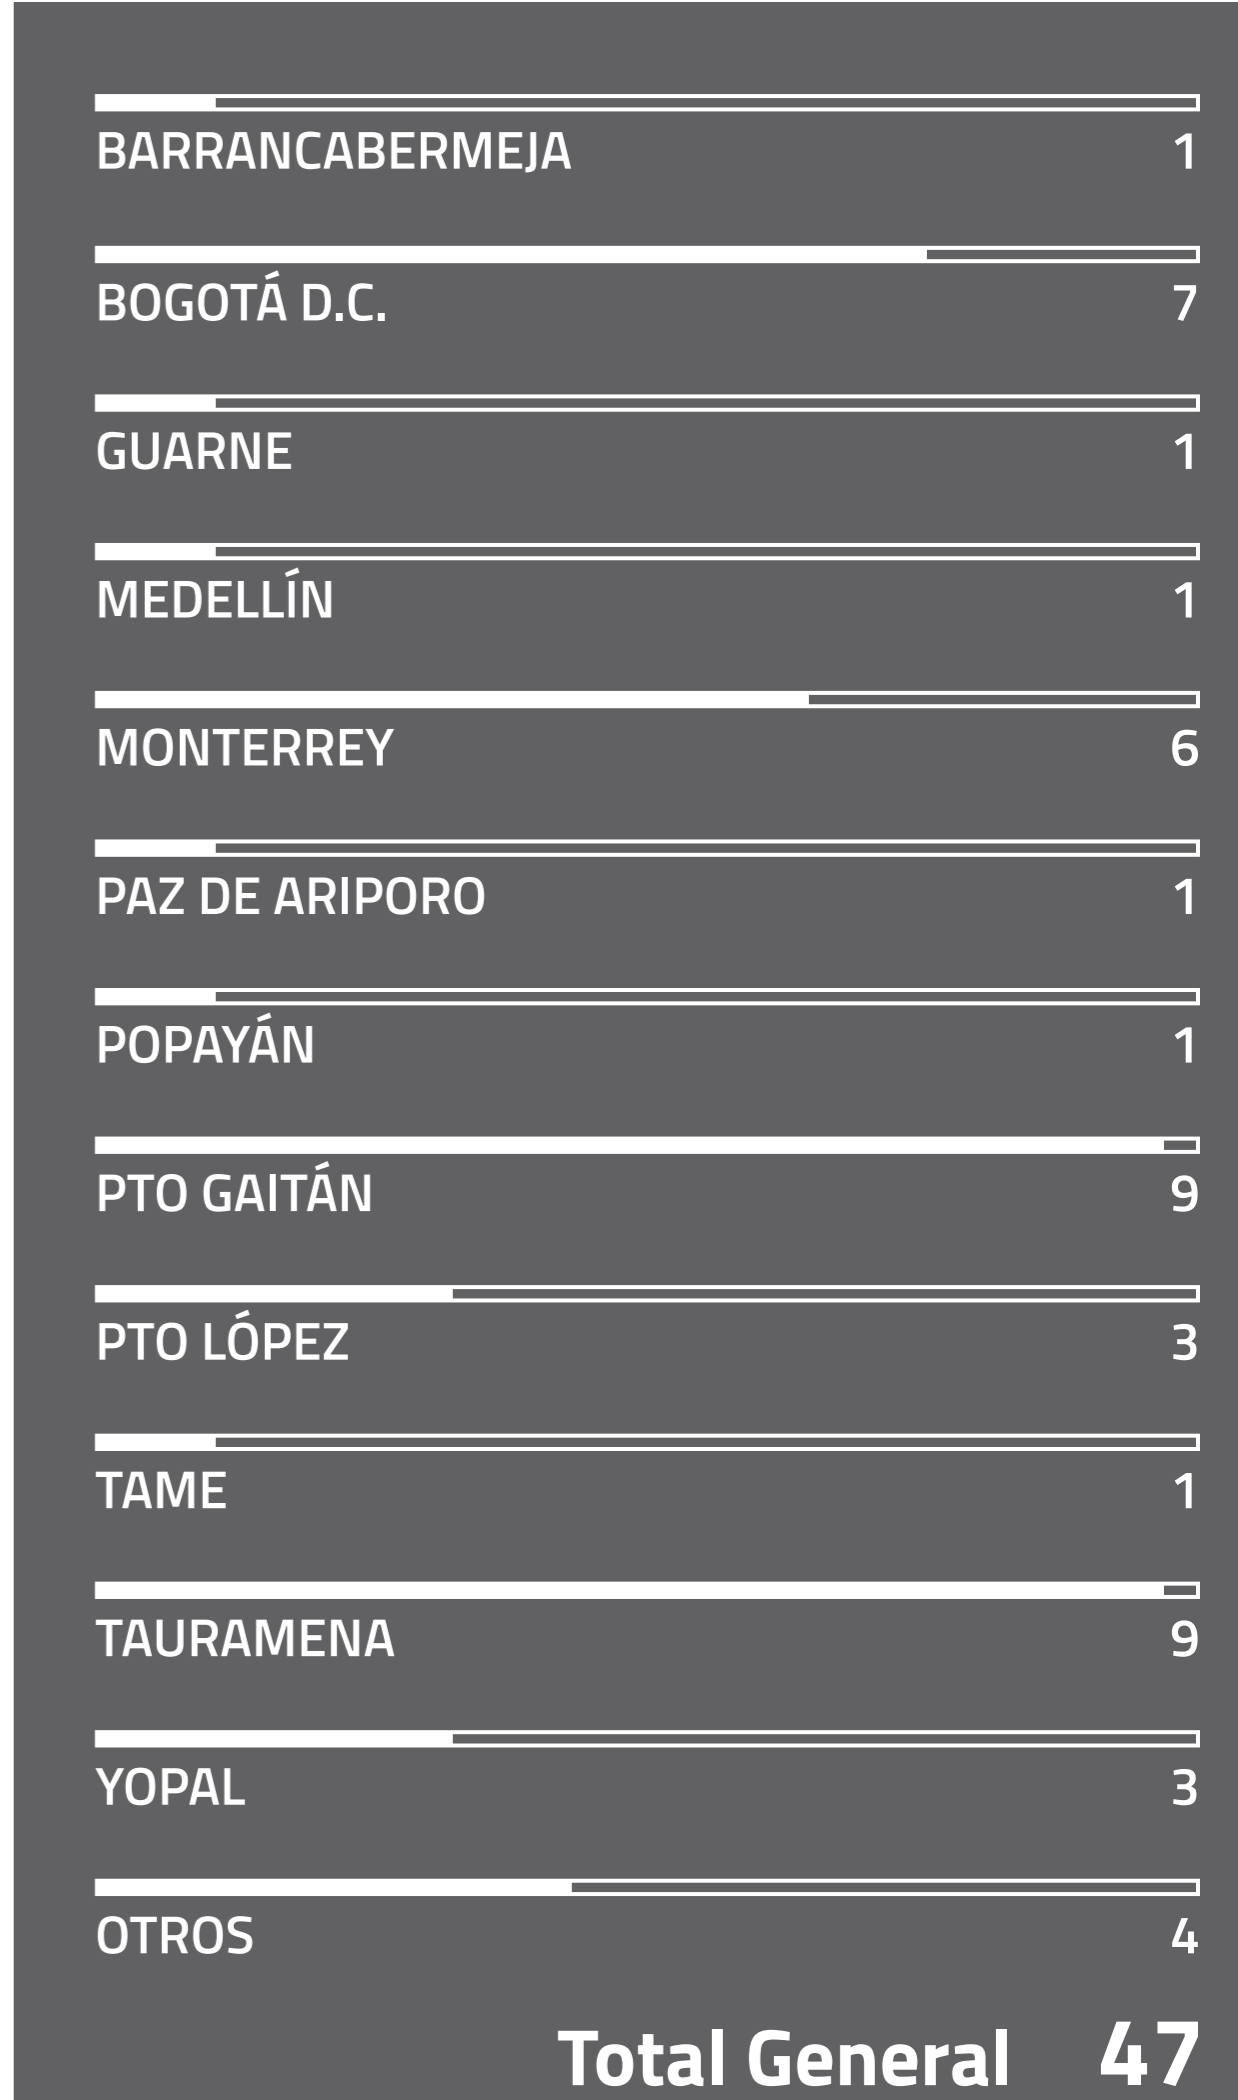 BARRANCABERMEJA 1
BOGOTÁ D.C. 7
GUARNE 1
MEDELLÍN 1
MONTERREY 6
PAZ DE ARIPORO 1
POPAYÁN 1
PTO GAITÁN 9
PTO LÓPEZ 3
TAME 1
TAURAMENA 9
YOPAL 3
OTROS 4
Total General 47